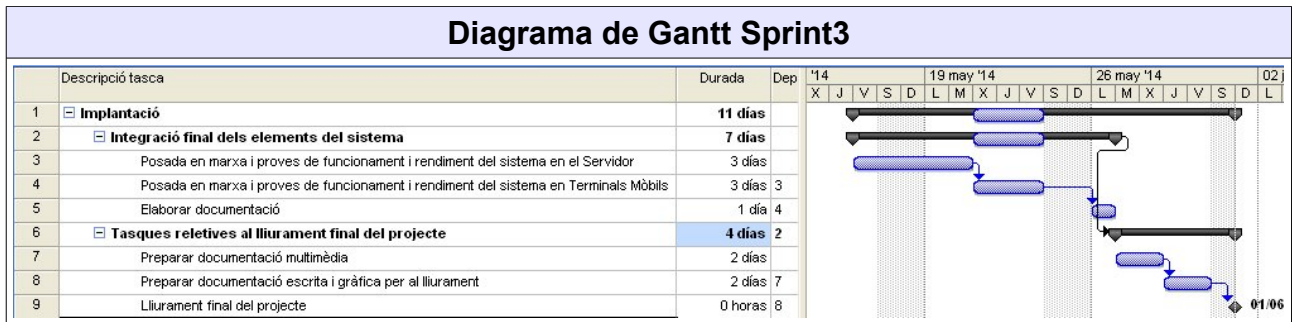 Diagrama de Gantt Sprint3
Descripció tasca Durada Dep '14 19 may '14 26 may '14 02 j
X J V S D L M X J V S D L M X J V S D L
1 Implantació 11 días
2 Integració final dels elements del sistema 7 días
3 Posada en marxa i proves de funcionament i rendiment del sistema en el Servidor 3 días
4 Posada en marxa i proves de funcionament i rendiment del sistema en Terminals Mòbils 3 días 3
5 Elaborar documentació 1 día 4
6 Tasques reletives al lliurament final del projecte 4 días 2
7 Preparar documentació multimèdia 2 días
8 Preparar documentació escrita i gràfica per al lliurament 2 días 7
9 Lliurament final del projecte 0 horas 8 01/06